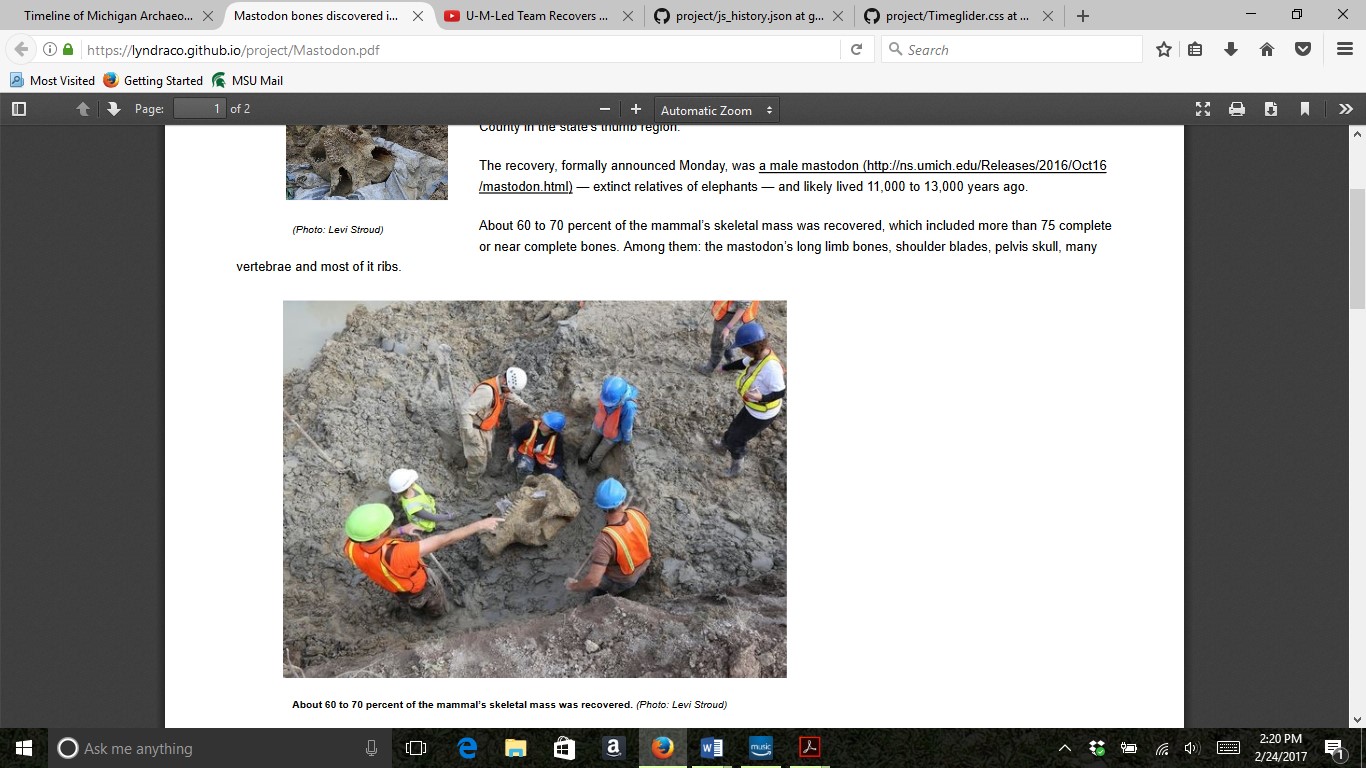 Timeline of Michigan Archaeo...
Mastodon bones discovered i...
U-M-Led Team Recovers ...
project/js_history.json at g...
project/Timeglider.css at ...
https://lyndraco.github.io/project/Mastodon.pdf
Search
Most Visited
Getting Started
MSU Mail
Page: 1 of 2
Automatic Zoom
County in the state's thumb region.
The recovery, formally announced Monday, was a male mastodon (http://ns.umich.edu/Releases/2016/Oct16
/mastodon.html) — extinct relatives of elephants — and likely lived 11,000 to 13,000 years ago.
(Photo: Levi Stroud)
About 60 to 70 percent of the mammal's skeletal mass was recovered, which included more than 75 complete
or near complete bones. Among them: the mastodon's long limb bones, shoulder blades, pelvis skull, many
vertebrae and most of it ribs.
About 60 to 70 percent of the mammal's skeletal mass was recovered. (Photo: Levi Stroud)
Ask me anything
music
2:20 PM
2/24/2017
1